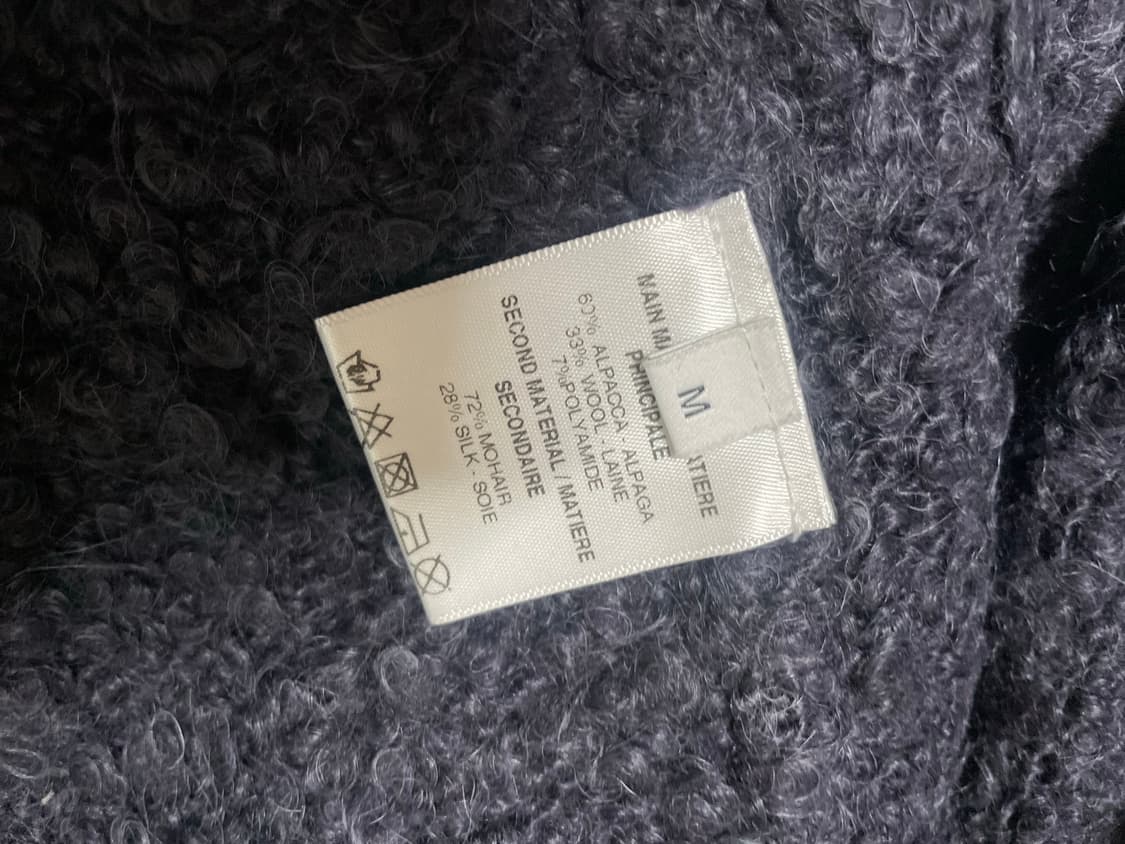 M
MAIN M ATIERE
PRINCIPALE
60% ALPACCA - ALPAGA
33% WOOL - LAINE
7%POLYAMIDE
SECOND MATERIAL / MATIERE
SECONDAIRE
72% MOHAIR
28% SILK - SOIE